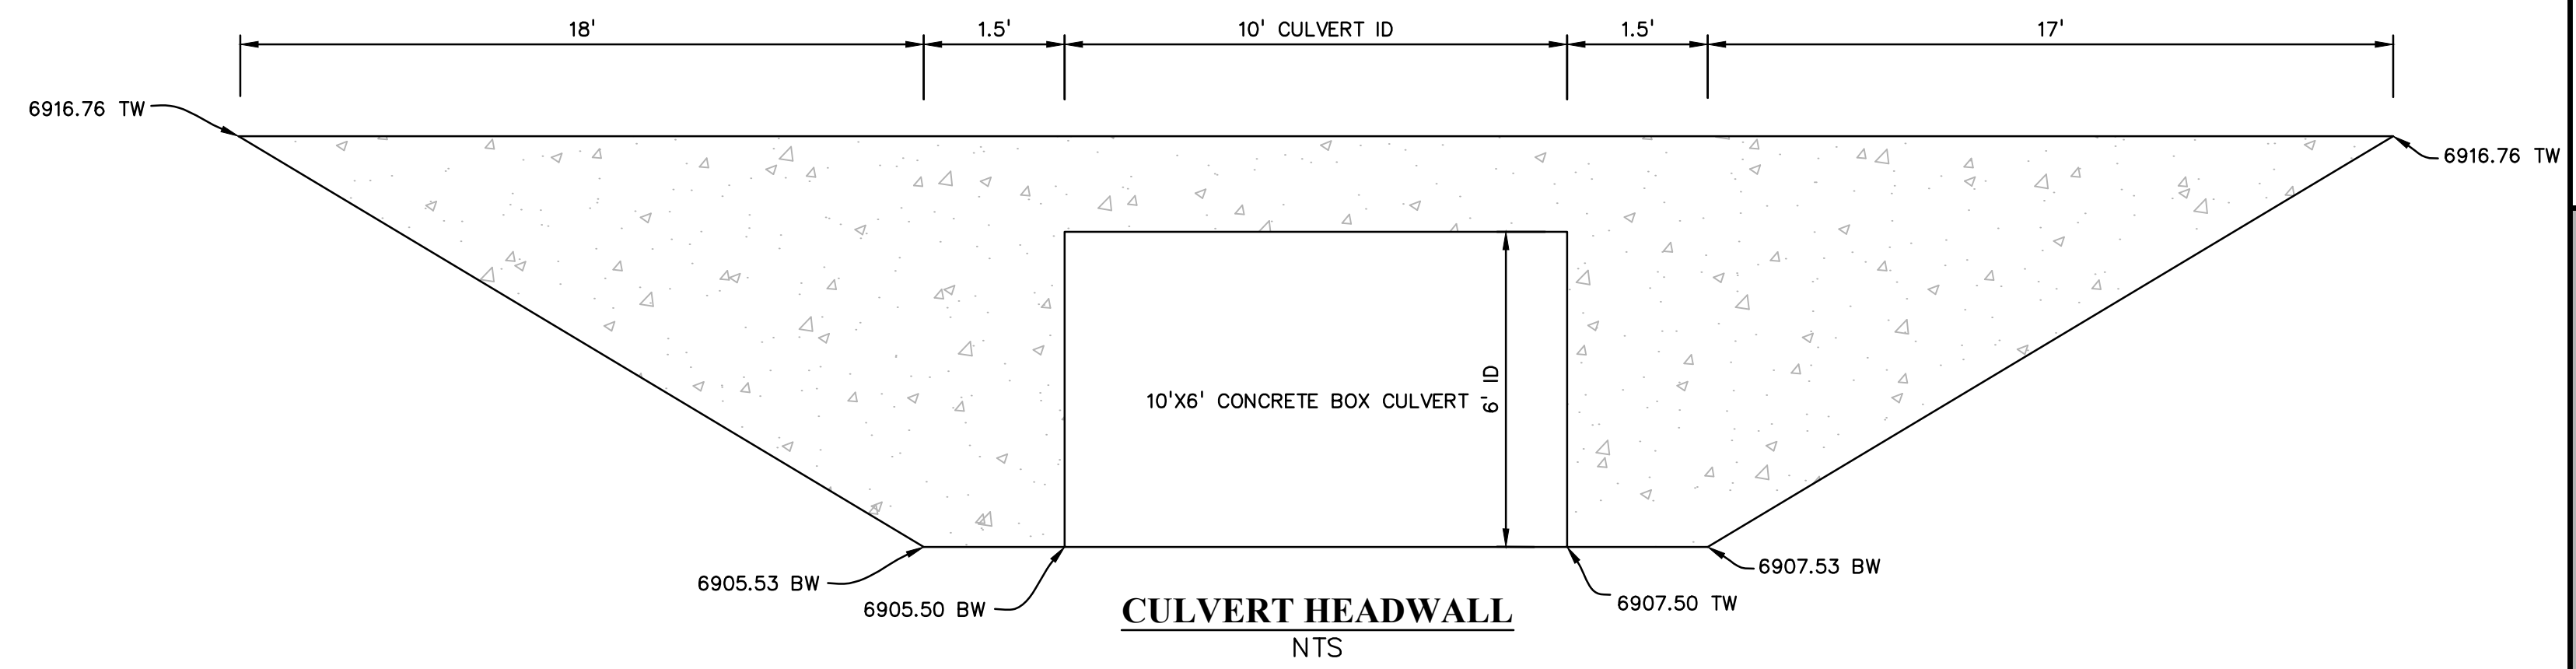 18'
1.5'
10' CULVERT ID
1.5'
17'
6916.76 TW
6916.76 TW
10'X6' CONCRETE BOX CULVERT
6' ID
6905.53 BW
6905.50 BW
6907.53 BW
6907.50 TW
CULVERT HEADWALL
NTS